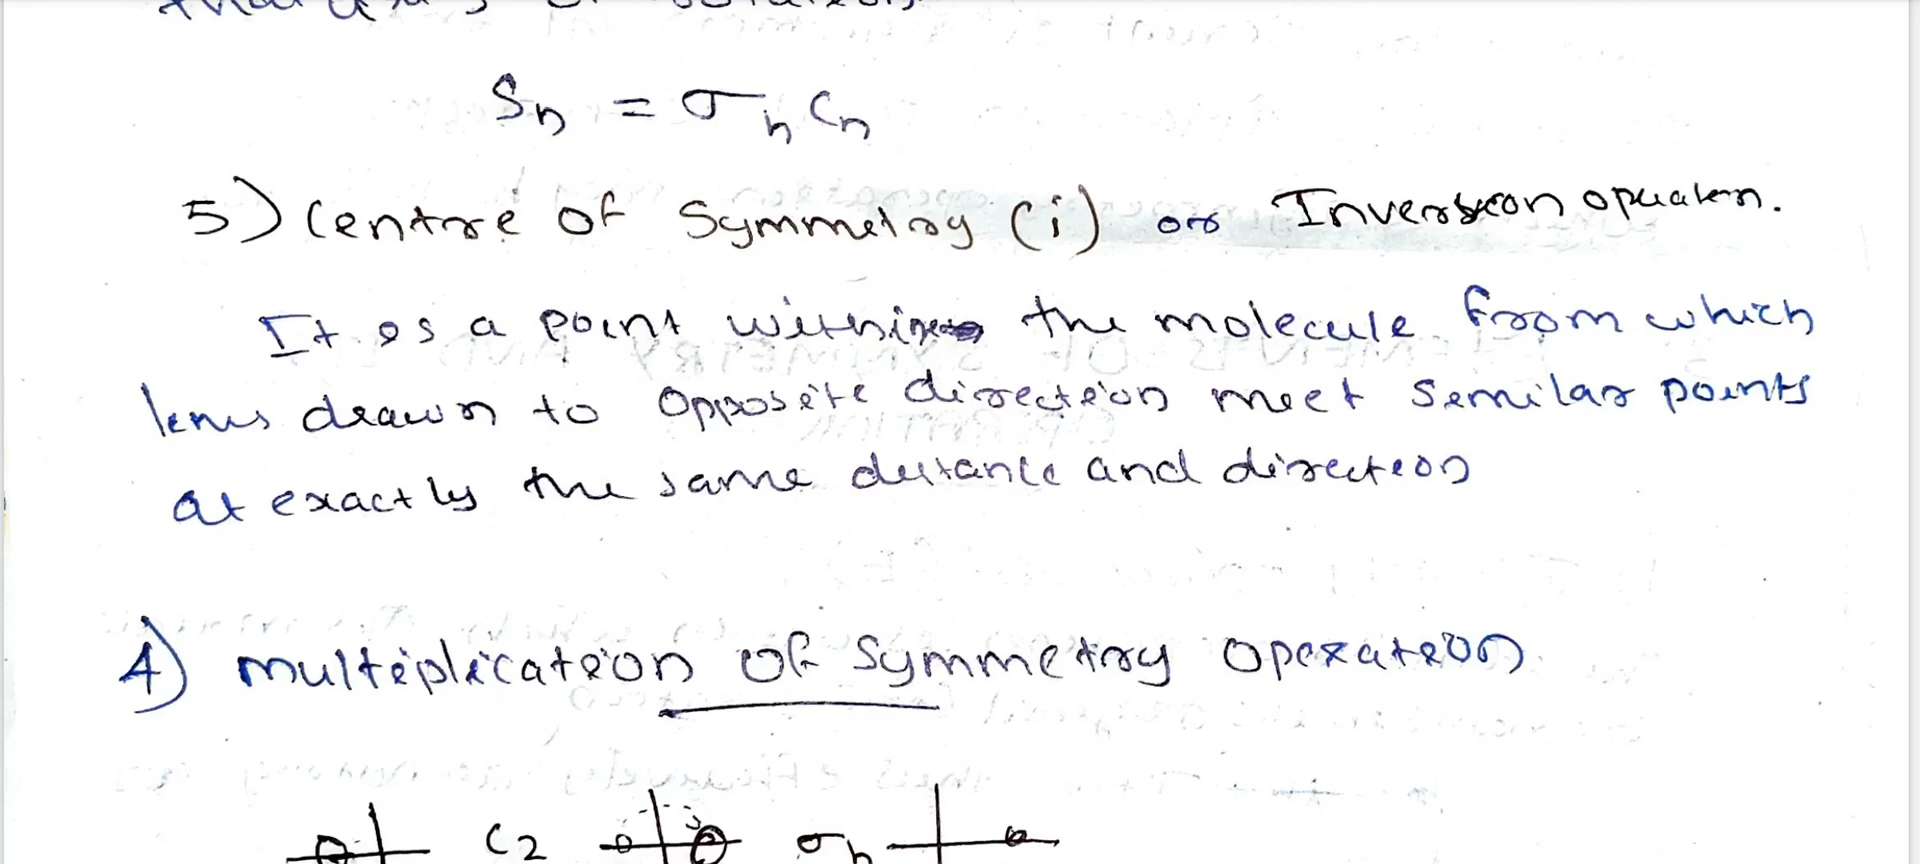 Sn = σh Cn
5) Centre of Symmetry (i) or Inversion operation.
It is a point within the molecule from which
lines drawn to opposite direction meet similar points
at exactly the same distance and direction
4) Multiplication of Symmetry Operation
C2 σh